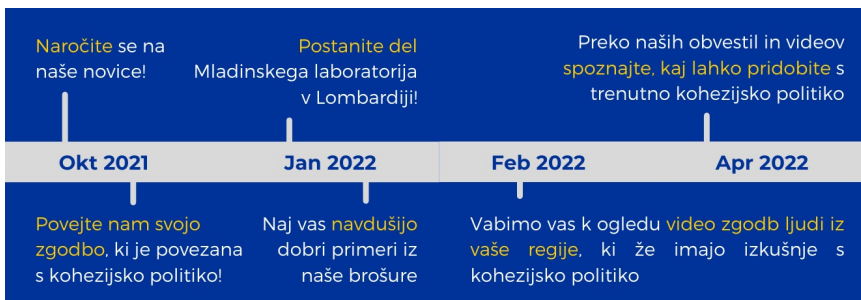 Naročite se na
naše novice!
Postanite del
Mladinskega laboratorija
v Lombardiji!
Preko naših obvestil in videov
spoznajte, kaj lahko pridobite s
trenutno kohezijsko politiko
Okt 2021
Jan 2022
Feb 2022
Apr 2022
Povejte nam svojo
zgodbo, ki je povezana
s kohezijsko politiko!
Naj vas navdušijo
dobri primeri iz
naše brošure
Vabimo vas k ogledu video zgodb ljudi iz
vaše regije, ki že imajo izkušnje s
kohezijsko politiko